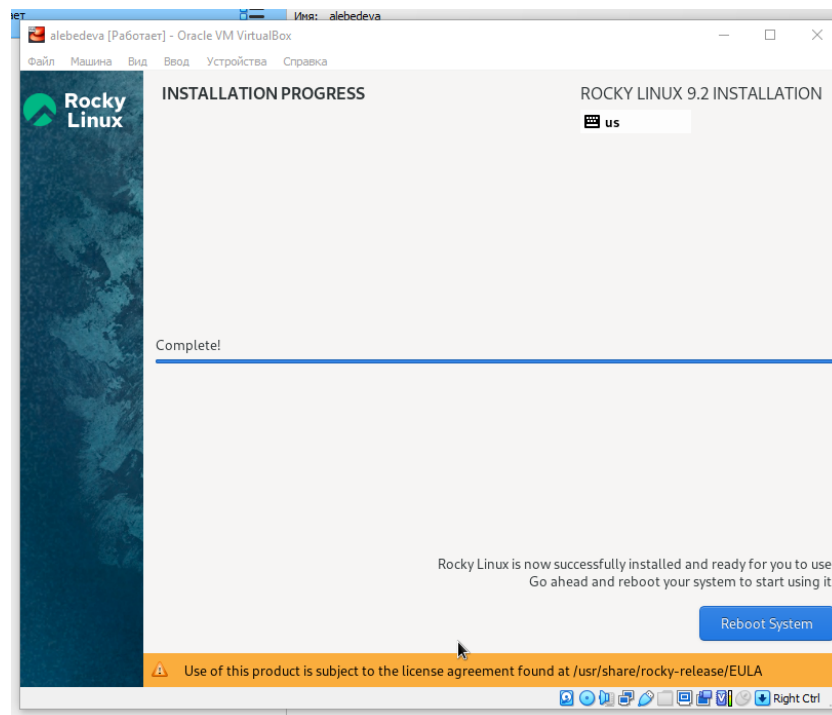 ает
Имя: alebedeva
alebedeva [Работает] - Oracle VM VirtualBox
Файл Машина Вид Ввод Устройства Справка
Rocky
Linux
INSTALLATION PROGRESS
ROCKY LINUX 9.2 INSTALLATION
us
Complete!
Rocky Linux is now successfully installed and ready for you to use
Go ahead and reboot your system to start using it
Reboot System
Use of this product is subject to the license agreement found at /usr/share/rocky-release/EULA
Right Ctrl